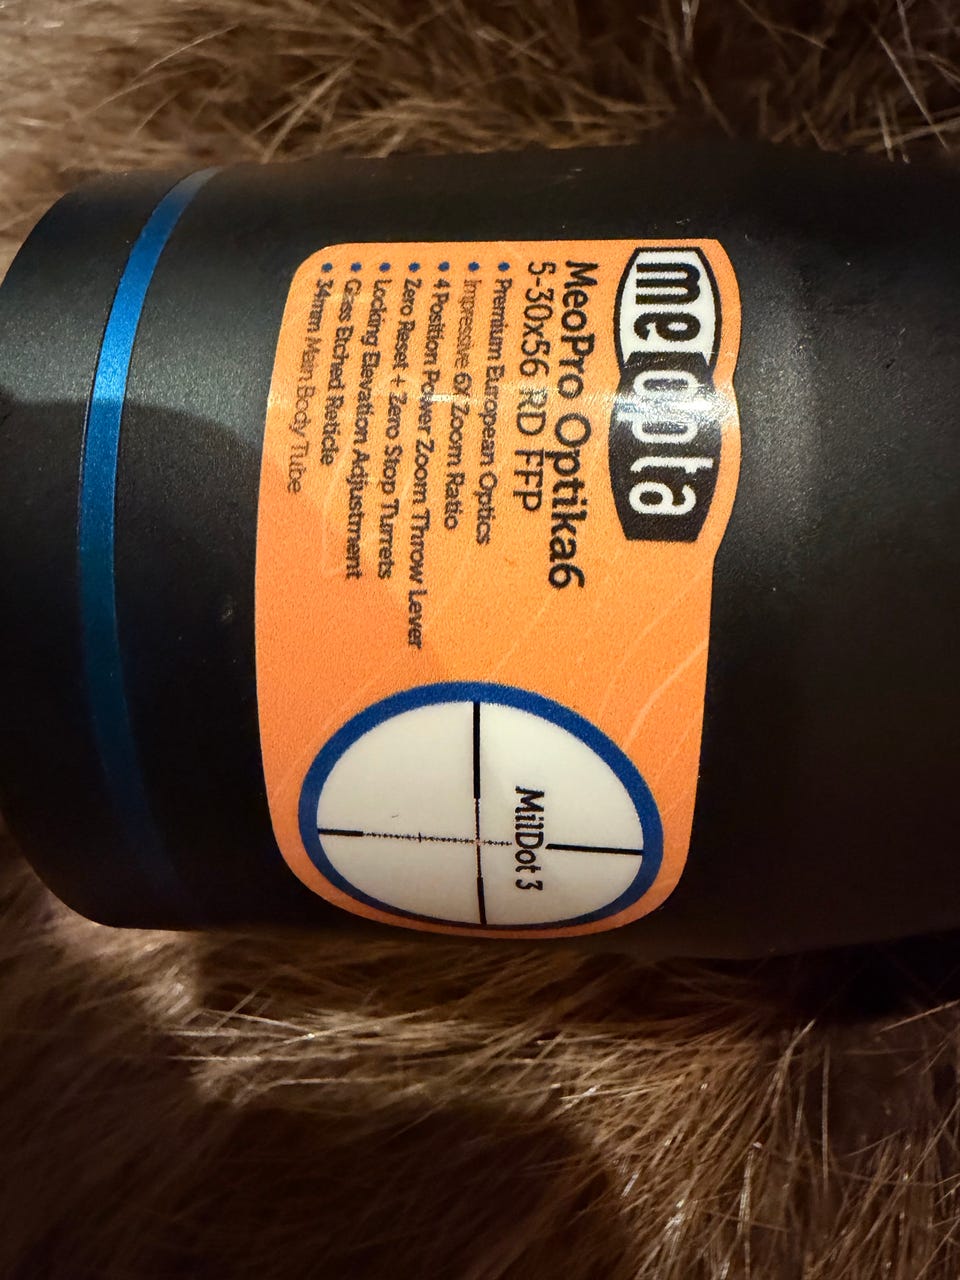 meopta
MeoPro Optika6
5-30x56 RD FFP
• Premium European Optics
• Impressive 6X Zoom Ratio
• 4 Position Power Zoom Throw Lever
• Zero Reset + Zero Stop Turrets
• Locking Elevation Adjustment
• Glass Etched Reticle
• 34mm Main Body Tube
MilDot 3